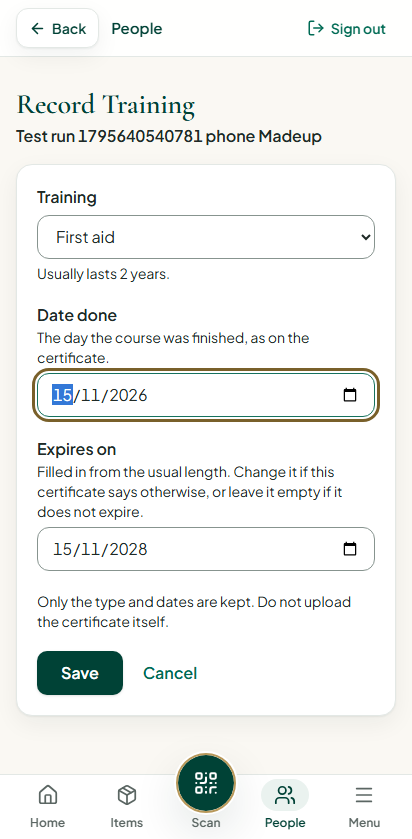 Back
People
Sign out
Record Training
Test run 1795640540781 phone Madeup
Training
First aid
Usually lasts 2 years.
Date done
The day the course was finished, as on the
certificate.
15/11/2026
Expires on
Filled in from the usual length. Change it if this
certificate says otherwise, or leave it empty if it
does not expire.
15/11/2028
Only the type and dates are kept. Do not upload
the certificate itself.
Save
Cancel
Home
Items
Scan
People
Menu